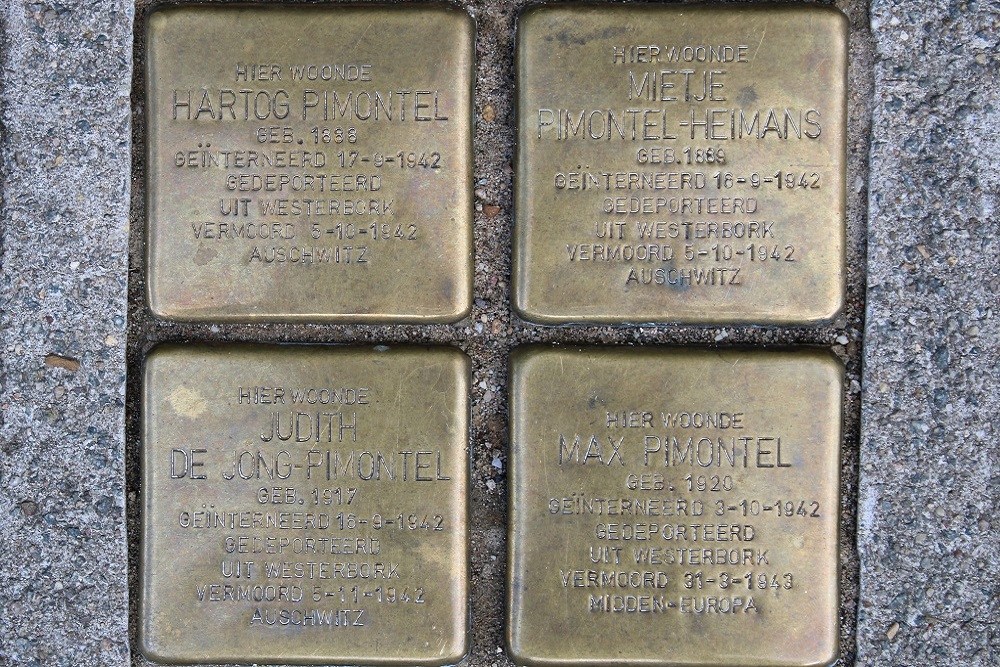 HIER WOONDE
HARTOG PIMONTEL
GEB. 1888
GEÏNTERNEERD 17-9-1942
GEDEPORTEERD
UIT WESTERBORK
VERMOORD 5-10-1942
AUSCHWITZ
HIER WOONDE
MIETJE
PIMONTEL-HEIMANS
GEB. 1889
GEÏNTERNEERD 16-9-1942
GEDEPORTEERD
UIT WESTERBORK
VERMOORD 5-10-1942
AUSCHWITZ
HIER WOONDE
JUDITH
DE JONG-PIMONTEL
GEB. 1917
GEÏNTERNEERD 16-9-1942
GEDEPORTEERD
UIT WESTERBORK
VERMOORD 5-11-1942
AUSCHWITZ
HIER WOONDE
MAX PIMONTEL
GEB. 1920
GEÏNTERNEERD 3-10-1942
GEDEPORTEERD
UIT WESTERBORK
VERMOORD 31-3-1943
MIDDEN-EUROPA